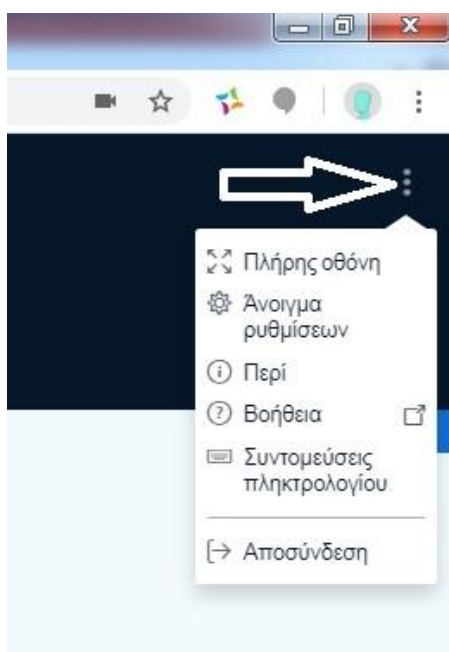 Πλήρης οθόνη
Άνοιγμα
ρυθμίσεων
Περί
Βοήθεια
Συντομεύσεις
πληκτρολογίου
Αποσύνδεση